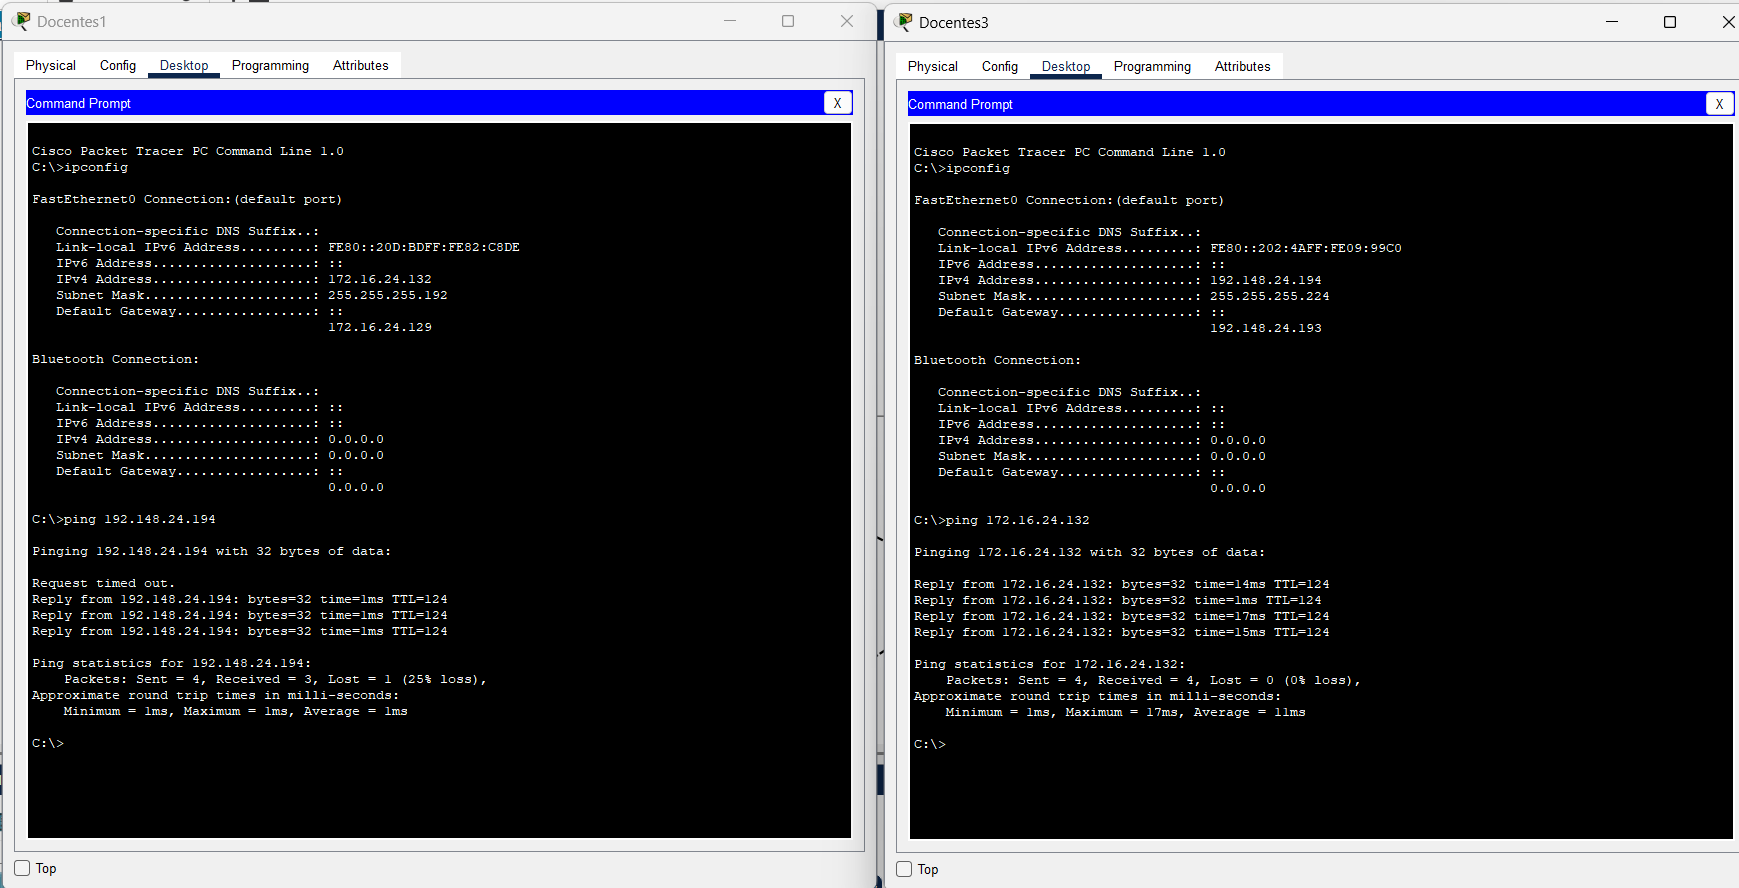 Docentes1
Physical Config Desktop Programming Attributes
Command Prompt X
Cisco Packet Tracer PC Command Line 1.0
C:\>ipconfig
FastEthernet0 Connection:(default port)
Connection-specific DNS Suffix..:
Link-local IPv6 Address.........: FE80::20D:BDFF:FE82:C8DE
IPv6 Address....................: ::
IPv4 Address....................: 172.16.24.132
Subnet Mask.....................: 255.255.255.192
Default Gateway.................: ::
172.16.24.129
Bluetooth Connection:
Connection-specific DNS Suffix..:
Link-local IPv6 Address.........: ::
IPv6 Address....................: ::
IPv4 Address....................: 0.0.0.0
Subnet Mask.....................: 0.0.0.0
Default Gateway.................: ::
0.0.0.0
C:\>ping 192.148.24.194
Pinging 192.148.24.194 with 32 bytes of data:
Request timed out.
Reply from 192.148.24.194: bytes=32 time=1ms TTL=124
Reply from 192.148.24.194: bytes=32 time=1ms TTL=124
Reply from 192.148.24.194: bytes=32 time=1ms TTL=124
Ping statistics for 192.148.24.194:
Packets: Sent = 4, Received = 3, Lost = 1 (25% loss),
Approximate round trip times in milli-seconds:
Minimum = 1ms, Maximum = 1ms, Average = 1ms
C:\>
Top
Docentes3
Physical Config Desktop Programming Attributes
Command Prompt X
Cisco Packet Tracer PC Command Line 1.0
C:\>ipconfig
FastEthernet0 Connection:(default port)
Connection-specific DNS Suffix..:
Link-local IPv6 Address.........: FE80::202:4AFF:FE09:99C0
IPv6 Address....................: ::
IPv4 Address....................: 192.148.24.194
Subnet Mask.....................: 255.255.255.224
Default Gateway.................: ::
192.148.24.193
Bluetooth Connection:
Connection-specific DNS Suffix..:
Link-local IPv6 Address.........: ::
IPv6 Address....................: ::
IPv4 Address....................: 0.0.0.0
Subnet Mask.....................: 0.0.0.0
Default Gateway.................: ::
0.0.0.0
C:\>ping 172.16.24.132
Pinging 172.16.24.132 with 32 bytes of data:
Reply from 172.16.24.132: bytes=32 time=14ms TTL=124
Reply from 172.16.24.132: bytes=32 time=1ms TTL=124
Reply from 172.16.24.132: bytes=32 time=17ms TTL=124
Reply from 172.16.24.132: bytes=32 time=15ms TTL=124
Ping statistics for 172.16.24.132:
Packets: Sent = 4, Received = 4, Lost = 0 (0% loss),
Approximate round trip times in milli-seconds:
Minimum = 1ms, Maximum = 17ms, Average = 11ms
C:\>
Top